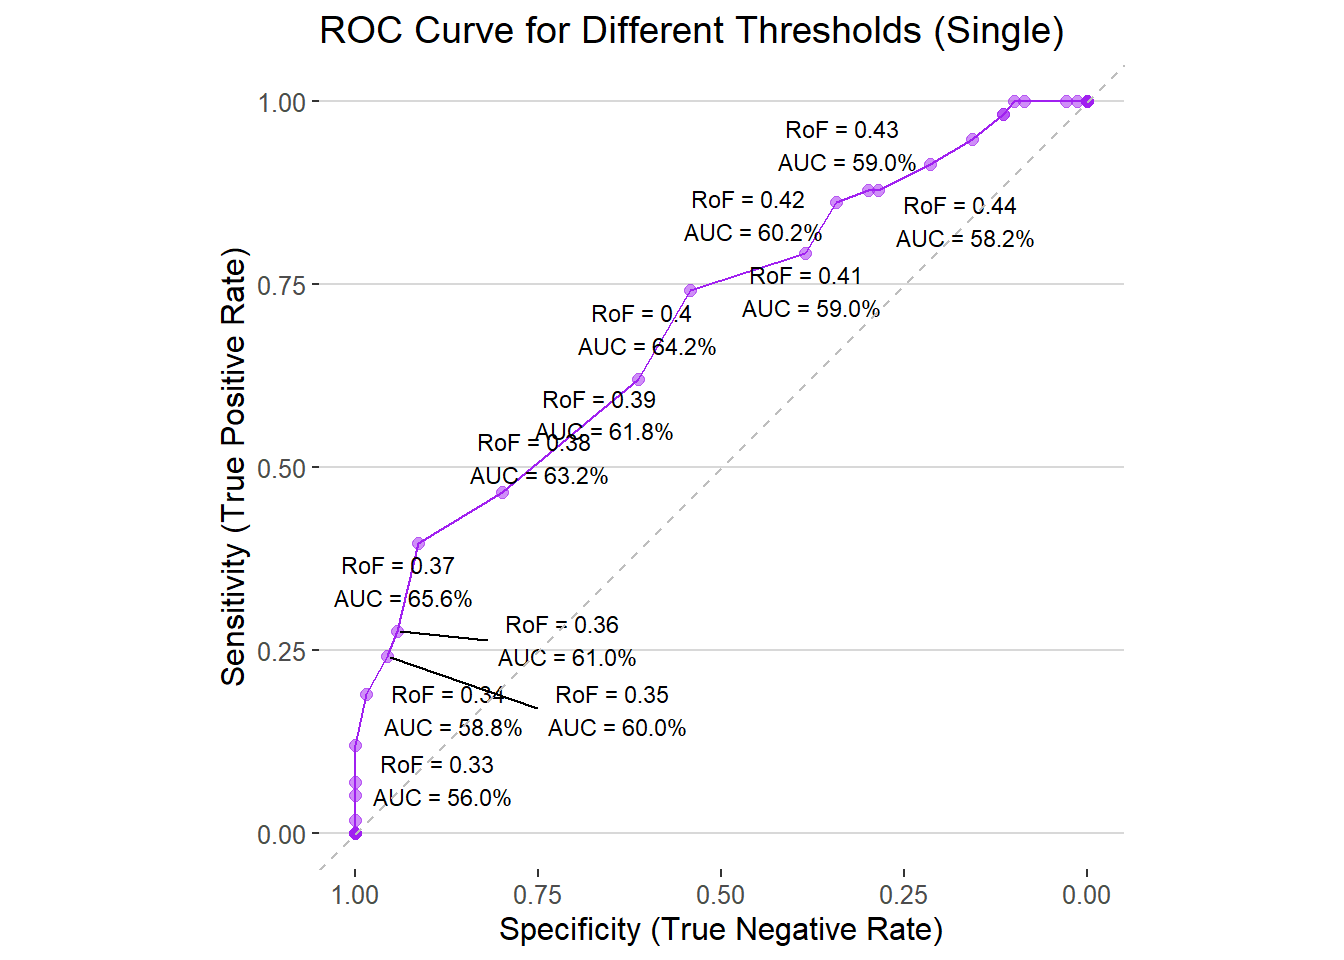 ROC Curve for Different Thresholds (Single)
Sensitivity (True Positive Rate)
1.00
0.75
0.50
0.25
0.00
RoF = 0.43
AUC = 59.0%
RoF = 0.42
AUC = 60.2%
RoF = 0.44
AUC = 58.2%
RoF = 0.41
AUC = 59.0%
RoF = 0.4
AUC = 64.2%
RoF = 0.39
AUC = 61.8%
RoF = 0.38
AUC = 63.2%
RoF = 0.37
AUC = 65.6%
RoF = 0.36
AUC = 61.0%
RoF = 0.34
AUC = 58.8%
RoF = 0.35
AUC = 60.0%
RoF = 0.33
AUC = 56.0%
1.00
0.75
0.50
0.25
0.00
Specificity (True Negative Rate)